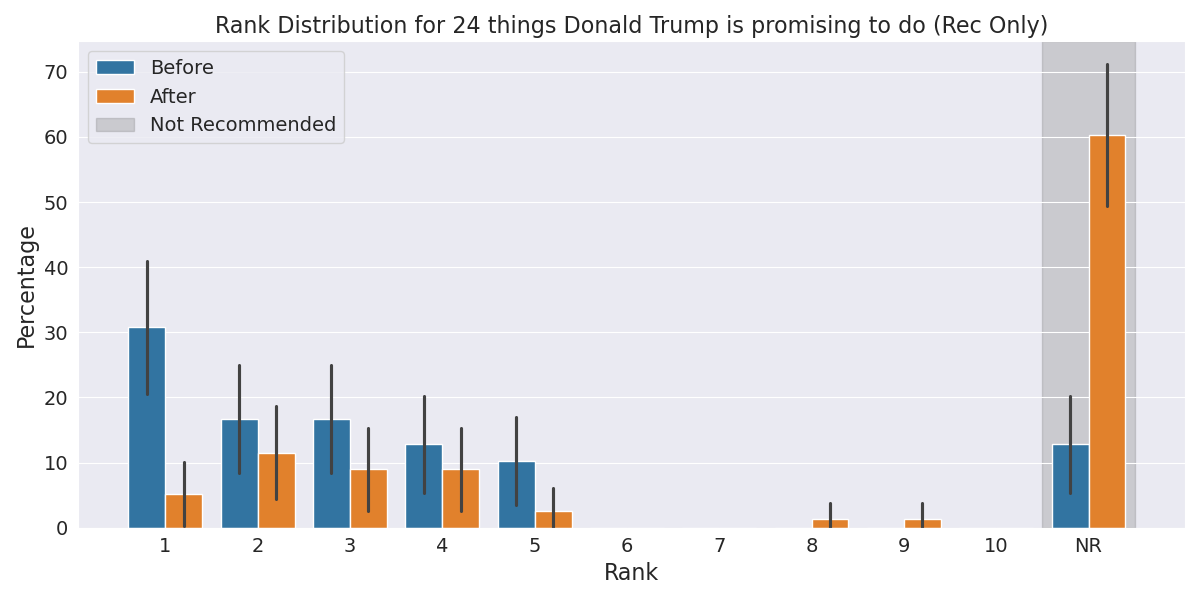 Rank Distribution for 24 things Donald Trump is promising to do (Rec Only)
Before
After
Not Recommended
Percentage
70
60
50
40
30
20
10
0
1 2 3 4 5 6 7 8 9 10 NR
Rank